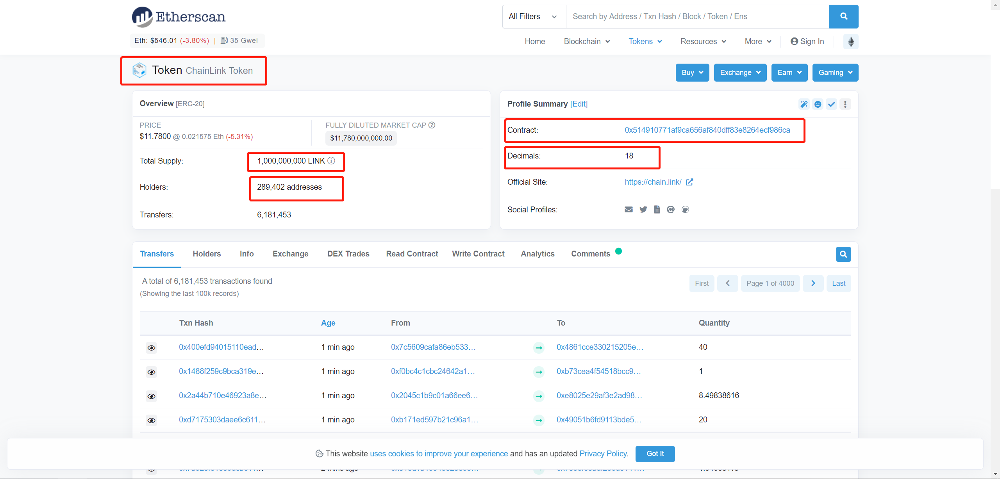 Etherscan
All Filters
Search by Address / Txn Hash / Block / Token / Ens
Eth: $546.01 (-3.80%) | 35 Gwei
Home Blockchain Tokens Resources More Sign In
Token ChainLink Token
Buy Exchange Earn Gaming
Overview [ERC-20]
PRICE
$11.7800 @ 0.021575 Eth (-5.31%)
FULLY DILUTED MARKET CAP
$11,780,000,000.00
Total Supply: 1,000,000,000 LINK
Holders: 289,402 addresses
Transfers: 6,181,453
Profile Summary [Edit]
Contract: 0x514910771af9ca656af840dff83e8264ecf986ca
Decimals: 18
Official Site: https://chain.link/
Social Profiles:
Transfers Holders Info Exchange DEX Trades Read Contract Write Contract Analytics Comments
A total of 6,181,453 transactions found
(Showing the last 100k records)
First Page 1 of 4000 Last
Txn Hash Age From To Quantity
0x400efd94015110ead... 1 min ago 0x7c5609cafa86eb533... 0x4861cce330215205e... 40
0x1488f259c9bca319e... 1 min ago 0xf0bc4c1cbc24642a1... 0xb73cea4f54518bcc9... 1
0x2a44b710e46923a8e... 1 min ago 0x2045c1b9c01a66ee6... 0xe8025e29af3e2ad98... 8.49838616
0xd7175303daee6c611... 1 min ago 0xb171ed597b21c96a1... 0x49051b6fd9113bde5... 20
This website uses cookies to improve your experience and has an updated Privacy Policy.
Got It